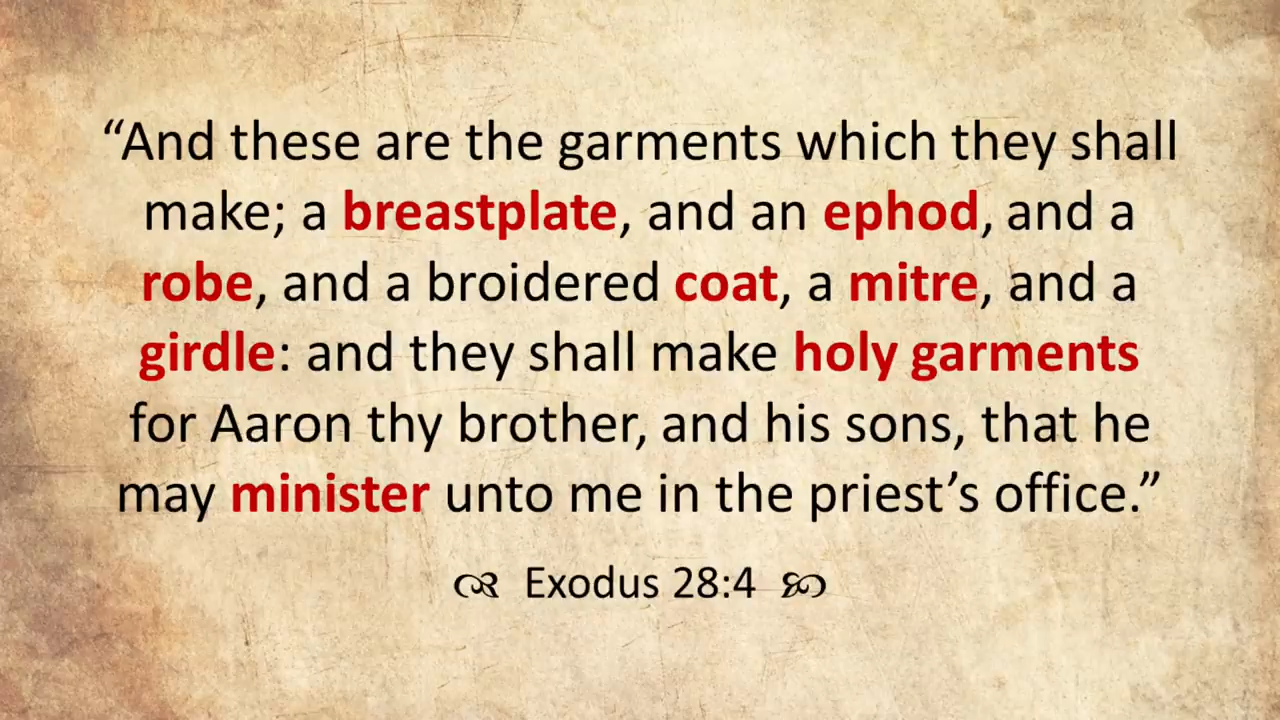 “And these are the garments which they shall
make; a breastplate, and an ephod, and a
robe, and a broidered coat, a mitre, and a
girdle: and they shall make holy garments
for Aaron thy brother, and his sons, that he
may minister unto me in the priest’s office.”
Exodus 28:4